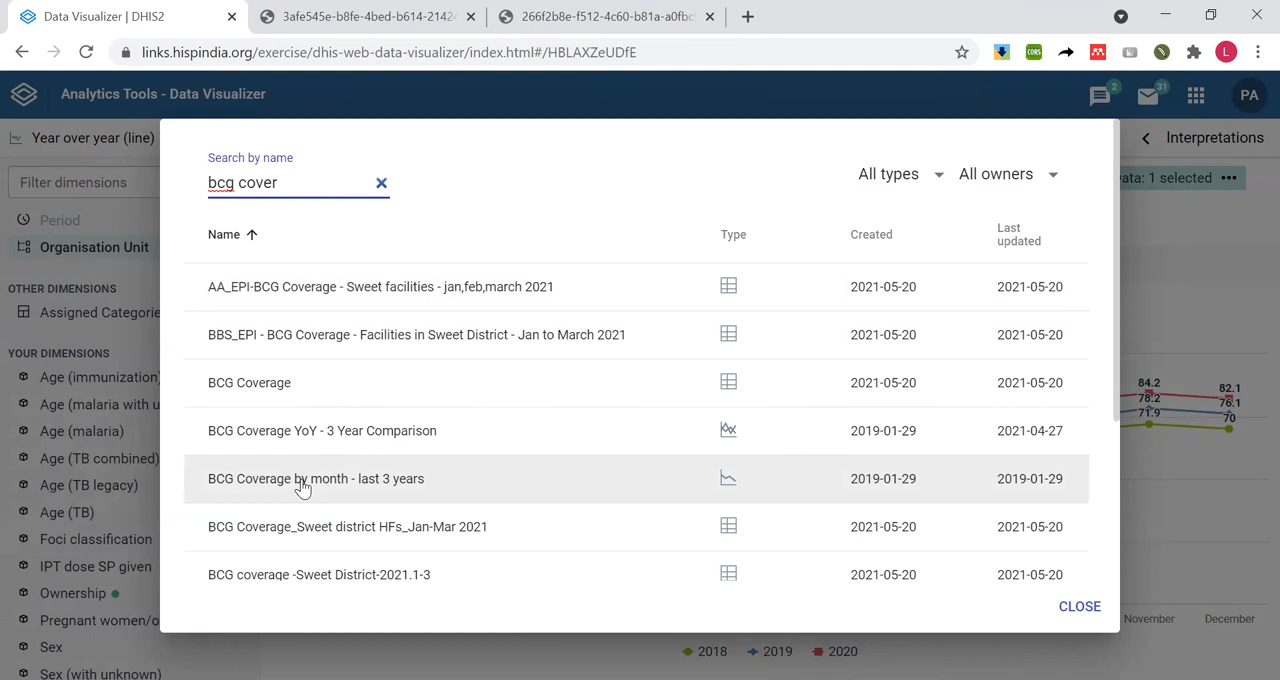 Data Visualizer | DHIS2
3afe545e-b8fe-4bed-b614-2142
266f2b8e-f512-4c60-b81a-a0fbc
links.hispindia.org/exercise/dhis-web-data-visualizer/index.html#/HBLAXZeUDfE
CORS
L
Analytics Tools - Data Visualizer
2
31
PA
Year over year (line)
Interpretations
Search by name
bcg cover
All types
All owners
Filter dimensions
ata: 1 selected
Period
Organisation Unit
Name
Type
Created
Last
updated
OTHER DIMENSIONS
Assigned Categorie
AA_EPI-BCG Coverage - Sweet facilities - jan,feb,march 2021
2021-05-20
2021-05-20
BBS_EPI - BCG Coverage - Facilities in Sweet District - Jan to March 2021
2021-05-20
2021-05-20
YOUR DIMENSIONS
Age (immunization)
BCG Coverage
2021-05-20
2021-05-20
84.2
82.1
78.2
76.1
71.9
70
Age (malaria with u
Age (malaria)
BCG Coverage YoY - 3 Year Comparison
2019-01-29
2021-04-27
Age (TB combined)
Age (TB legacy)
BCG Coverage by month - last 3 years
2019-01-29
2019-01-29
Age (TB)
BCG Coverage_Sweet district HFs_Jan-Mar 2021
2021-05-20
2021-05-20
Foci classification
IPT dose SP given
BCG coverage -Sweet District-2021.1-3
2021-05-20
2021-05-20
Ownership
CLOSE
Pregnant women/o
November
December
Sex
2018
2019
2020
Sex (with unknown)